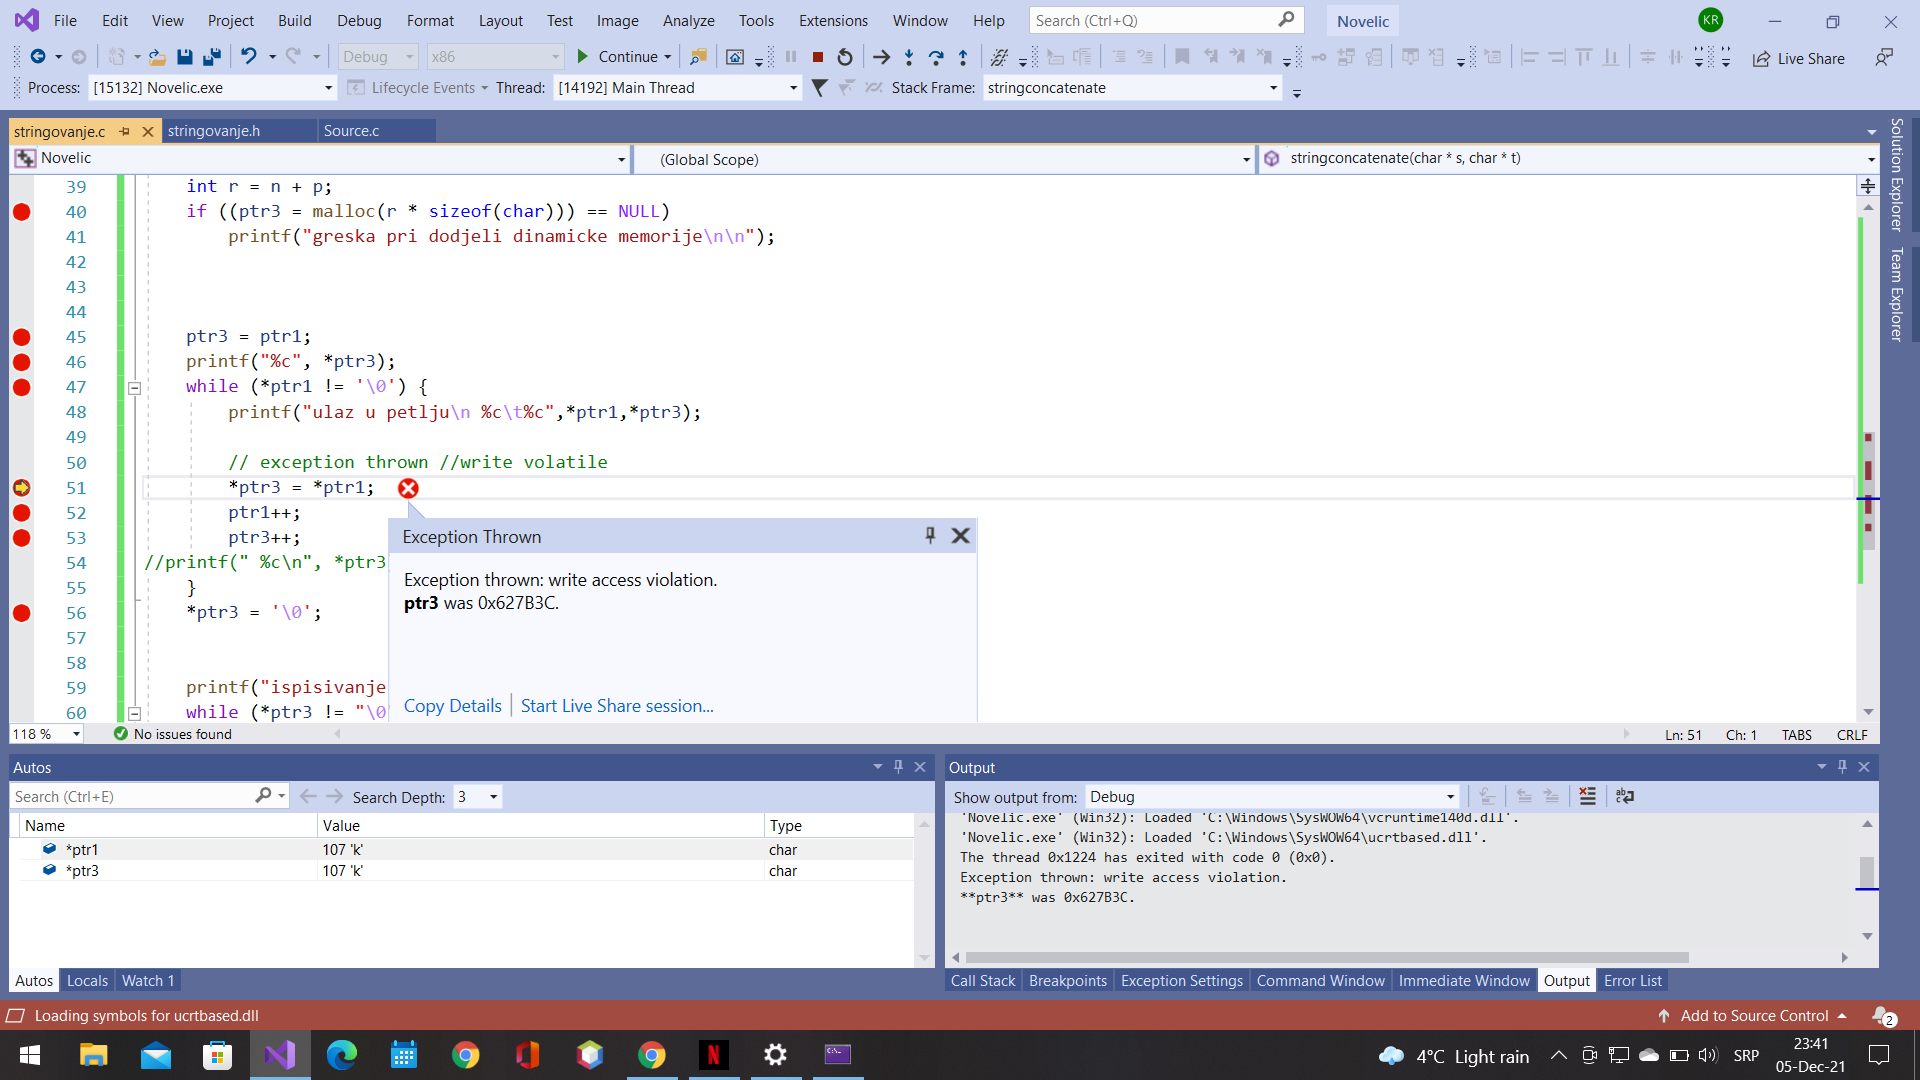 File Edit View Project Build Debug Format Layout Test Image Analyze Tools Extensions Window Help Search (Ctrl+Q) Novelic KR
Debug x86 Continue Live Share
Process: [15132] Novelic.exe Lifecycle Events Thread: [14192] Main Thread Stack Frame: stringconcatenate
stringovanje.c stringovanje.h Source.c
Novelic (Global Scope) stringconcatenate(char * s, char * t)
39 int r = n + p;
40 if ((ptr3 = malloc(r * sizeof(char))) == NULL)
41 printf("greska pri dodjeli dinamicke memorije\n\n");
42
43
44
45 ptr3 = ptr1;
46 printf("%c", *ptr3);
47 while (*ptr1 != '\0') {
48 printf("ulaz u petlju\n %c\t%c",*ptr1,*ptr3);
49
50 // exception thrown //write volatile
51 *ptr3 = *ptr1;
52 ptr1++;
53 ptr3++;
54 //printf(" %c\n", *ptr3
55 }
56 *ptr3 = '\0';
57
58
59 printf("ispisivanje
60 while (*ptr3 != "\0
Exception Thrown
Exception thrown: write access violation.
ptr3 was 0x627B3C.
Copy Details Start Live Share session...
Solution Explorer
Team Explorer
118 % No issues found Ln: 51 Ch: 1 TABS CRLF
Autos
Search (Ctrl+E) Search Depth: 3
Name Value Type
*ptr1 107 'k' char
*ptr3 107 'k' char
Autos Locals Watch 1
Output
Show output from: Debug
'Novelic.exe' (Win32): Loaded 'C:\Windows\SysWOW64\vcruntime140d.dll'.
'Novelic.exe' (Win32): Loaded 'C:\Windows\SysWOW64\ucrtbased.dll'.
The thread 0x1224 has exited with code 0 (0x0).
Exception thrown: write access violation.
**ptr3** was 0x627B3C.
Call Stack Breakpoints Exception Settings Command Window Immediate Window Output Error List
Loading symbols for ucrtbased.dll Add to Source Control 2
4°C Light rain SRP 23:41
05-Dec-21